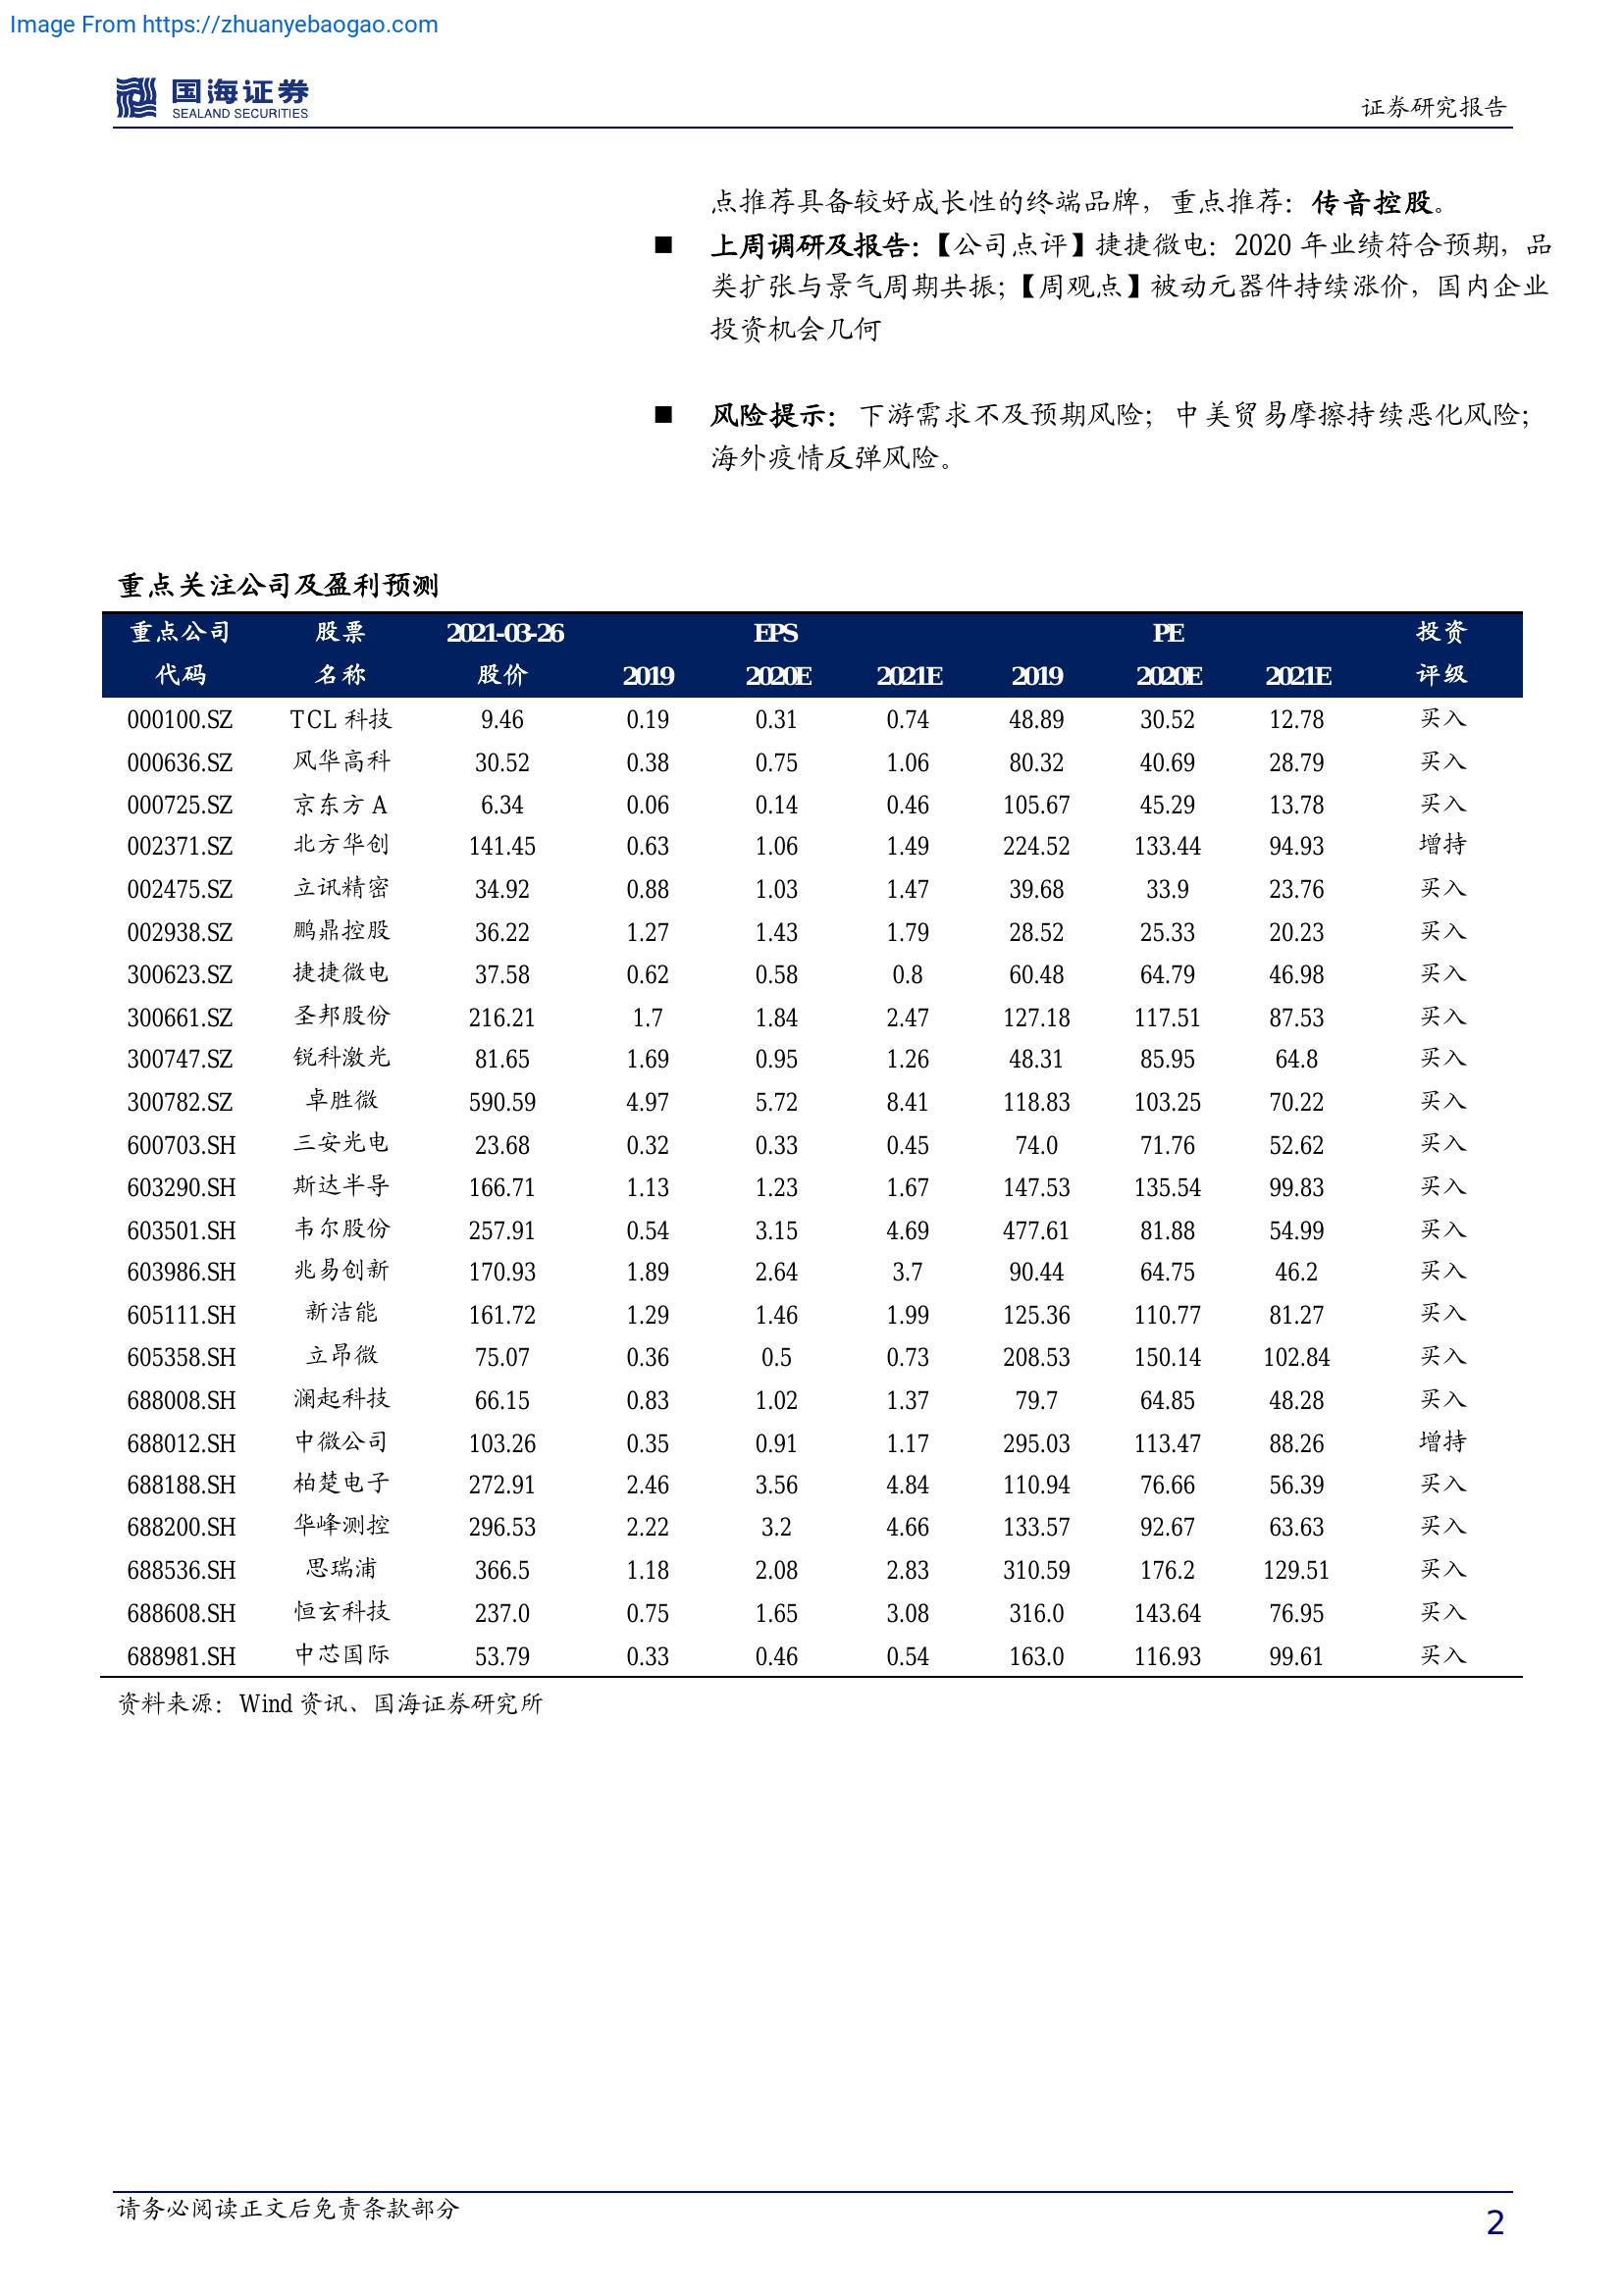 Image From https://zhuanyebaogao.com
国海证券
SEALAND SECURITIES
证券研究报告
点推荐具备较好成长性的终端品牌，重点推荐：传音控股。
■ 上周调研及报告：【公司点评】捷捷微电：2020 年业绩符合预期，品
类扩张与景气周期共振；【周观点】被动元器件持续涨价，国内企业
投资机会几何
■ 风险提示：下游需求不及预期风险；中美贸易摩擦持续恶化风险；
海外疫情反弹风险。
重点关注公司及盈利预测
重点公司 股票 2021-03-26 EPS PE 投资
代码 名称 股价 2019 2020E 2021E 2019 2020E 2021E 评级
000100.SZ TCL 科技 9.46 0.19 0.31 0.74 48.89 30.52 12.78 买入
000636.SZ 风华高科 30.52 0.38 0.75 1.06 80.32 40.69 28.79 买入
000725.SZ 京东方 A 6.34 0.06 0.14 0.46 105.67 45.29 13.78 买入
002371.SZ 北方华创 141.45 0.63 1.06 1.49 224.52 133.44 94.93 增持
002475.SZ 立讯精密 34.92 0.88 1.03 1.47 39.68 33.9 23.76 买入
002938.SZ 鹏鼎控股 36.22 1.27 1.43 1.79 28.52 25.33 20.23 买入
300623.SZ 捷捷微电 37.58 0.62 0.58 0.8 60.48 64.79 46.98 买入
300661.SZ 圣邦股份 216.21 1.7 1.84 2.47 127.18 117.51 87.53 买入
300747.SZ 锐科激光 81.65 1.69 0.95 1.26 48.31 85.95 64.8 买入
300782.SZ 卓胜微 590.59 4.97 5.72 8.41 118.83 103.25 70.22 买入
600703.SH 三安光电 23.68 0.32 0.33 0.45 74.0 71.76 52.62 买入
603290.SH 斯达半导 166.71 1.13 1.23 1.67 147.53 135.54 99.83 买入
603501.SH 韦尔股份 257.91 0.54 3.15 4.69 477.61 81.88 54.99 买入
603986.SH 兆易创新 170.93 1.89 2.64 3.7 90.44 64.75 46.2 买入
605111.SH 新洁能 161.72 1.29 1.46 1.99 125.36 110.77 81.27 买入
605358.SH 立昂微 75.07 0.36 0.5 0.73 208.53 150.14 102.84 买入
688008.SH 澜起科技 66.15 0.83 1.02 1.37 79.7 64.85 48.28 买入
688012.SH 中微公司 103.26 0.35 0.91 1.17 295.03 113.47 88.26 增持
688188.SH 柏楚电子 272.91 2.46 3.56 4.84 110.94 76.66 56.39 买入
688200.SH 华峰测控 296.53 2.22 3.2 4.66 133.57 92.67 63.63 买入
688536.SH 思瑞浦 366.5 1.18 2.08 2.83 310.59 176.2 129.51 买入
688608.SH 恒玄科技 237.0 0.75 1.65 3.08 316.0 143.64 76.95 买入
688981.SH 中芯国际 53.79 0.33 0.46 0.54 163.0 116.93 99.61 买入
资料来源：Wind 资讯、国海证券研究所
请务必阅读正文后免责条款部分
2